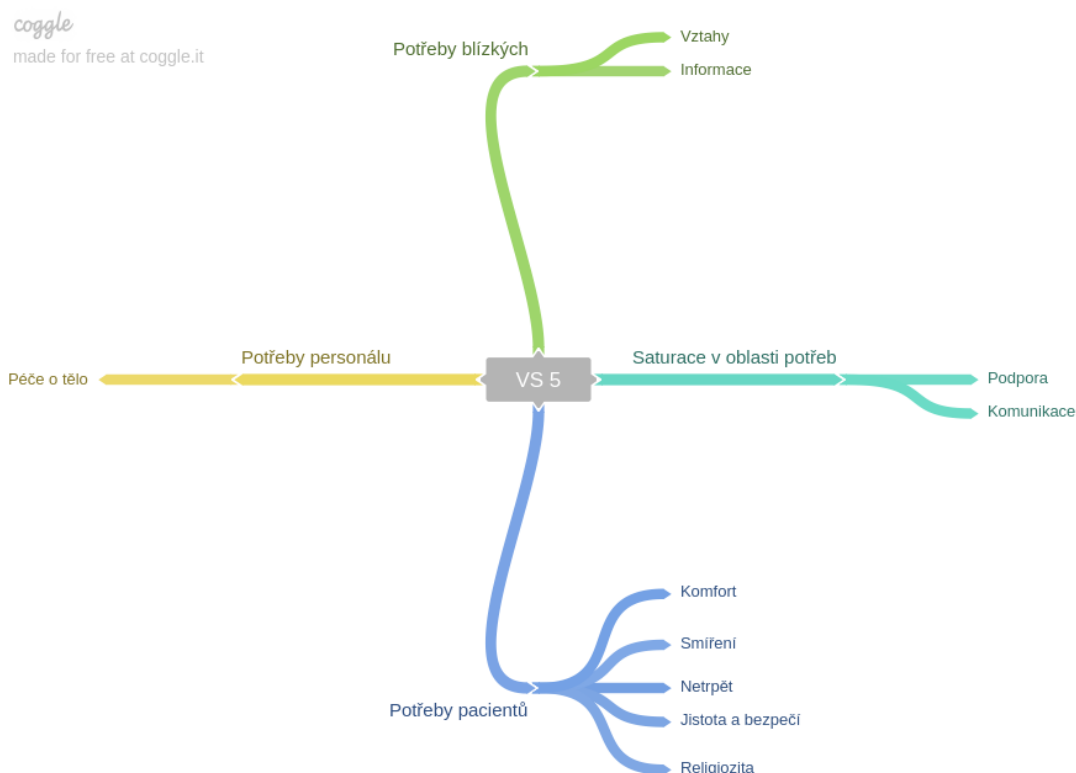 coggle
made for free at coggle.it
Potřeby blízkých
Vztahy
Informace
Potřeby personálu
Péče o tělo
VS 5
Saturace v oblasti potřeb
Podpora
Komunikace
Potřeby pacientů
Komfort
Smíření
Netrpět
Jistota a bezpečí
Religiozita